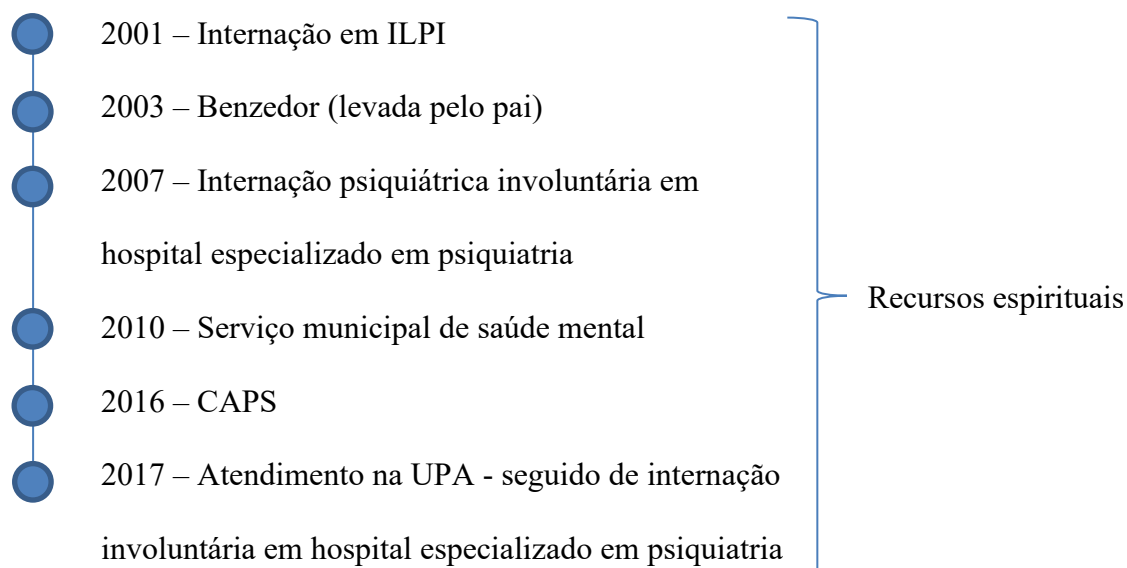 2001 – Internação em ILPI
2003 – Benzedor (levada pelo pai)
2007 – Internação psiquiátrica involuntária em
hospital especializado em psiquiatria
2010 – Serviço municipal de saúde mental
2016 – CAPS
2017 – Atendimento na UPA - seguido de internação
involuntária em hospital especializado em psiquiatria
Recursos espirituais